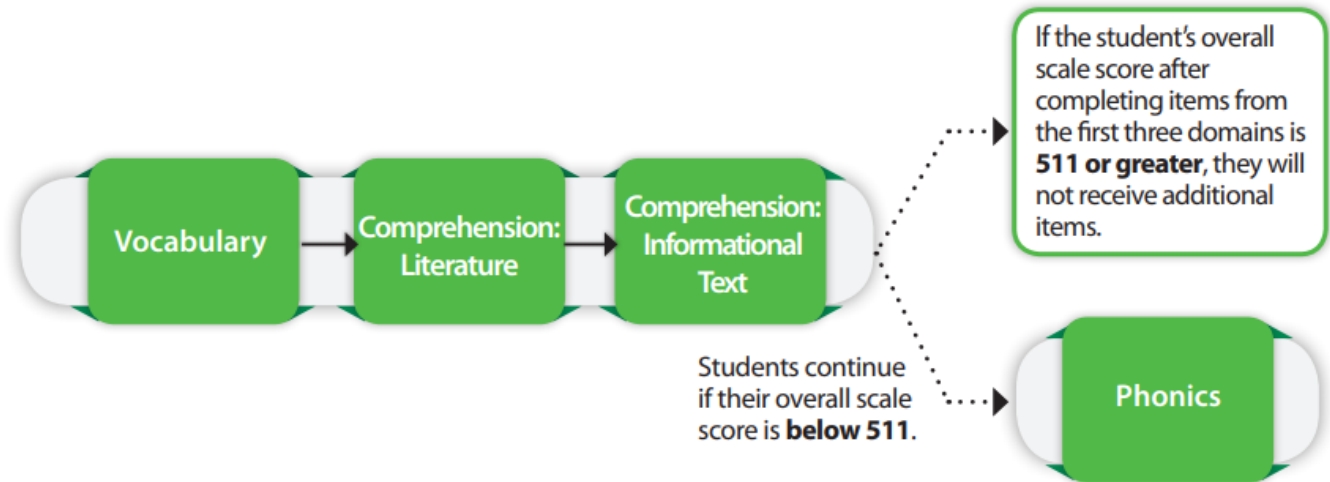 Vocabulary
Comprehension:
Literature
Comprehension:
Informational
Text
If the student's overall
scale score after
completing items from
the first three domains is
511 or greater, they will
not receive additional
items.
Students continue
if their overall scale
score is below 511.
Phonics